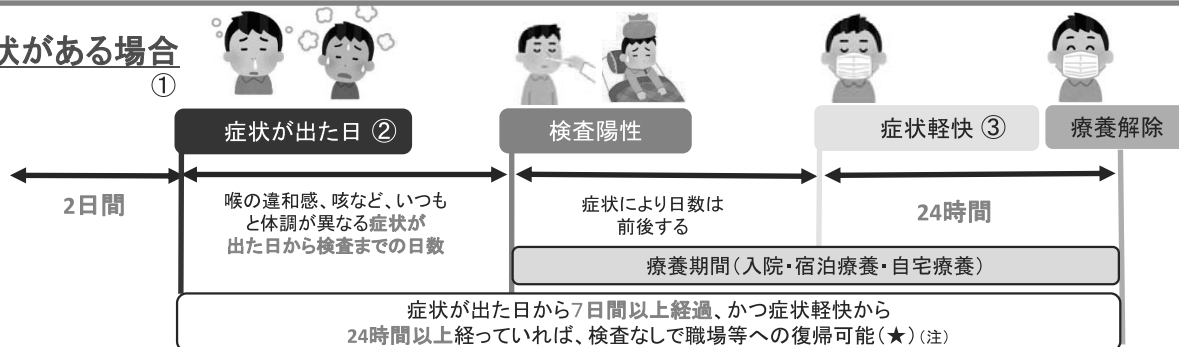 状がある場合
①
症状が出た日 ②
検査陽性
症状軽快 ③
療養解除
2日間
喉の違和感、咳など、いつも
と体調が異なる症状が
出た日から検査までの日数
症状により日数は
前後する
24時間
療養期間(入院・宿泊療養・自宅療養)
症状が出た日から7日間以上経過、かつ症状軽快から
24時間以上経っていれば、検査なしで職場等への復帰可能(★)(注)